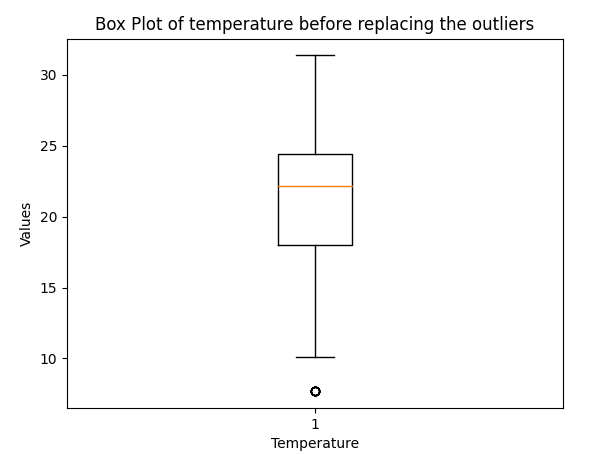 Box Plot of temperature before replacing the outliers
30
25
20
15
10
Values
1
Temperature